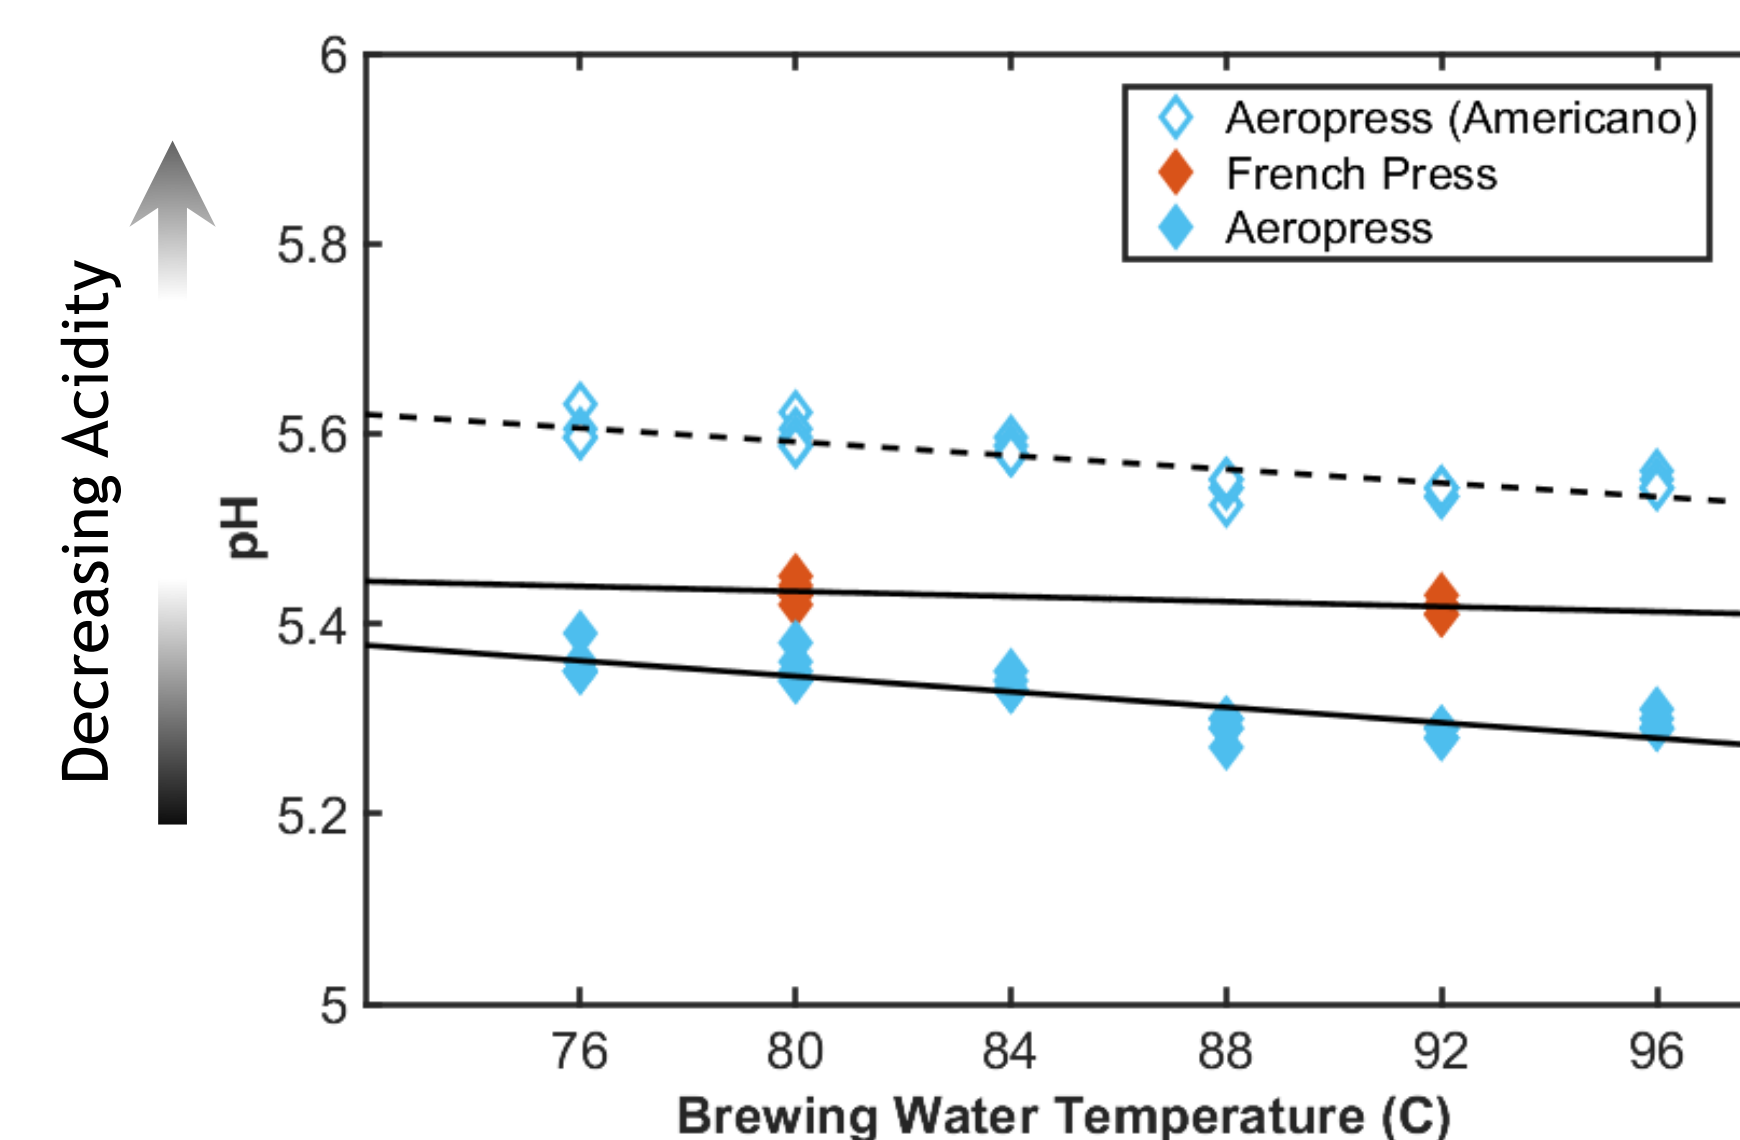 6
5.8
5.6
5.4
5.2
5
Decreasing Acidity
pH
Aeropress (Americano)
French Press
Aeropress
76 80 84 88 92 96
Brewing Water Temperature (C)